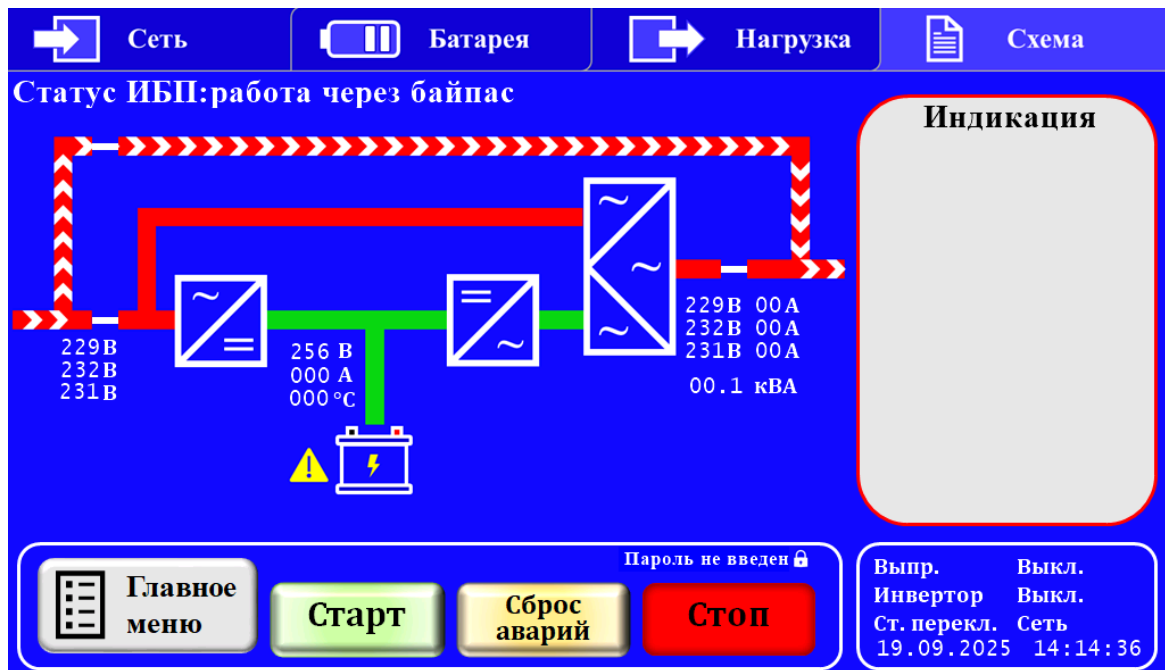 Сеть
Батарея
Нагрузка
Схема
Статус ИБП:работа через байпас
Индикация
229В
232В
231В
256 В
000 А
000 °С
229В 00А
232В 00А
231В 00А
00.1 кВА
Пароль не введен
Главное
меню
Старт
Сброс
аварий
Стоп
Выпр. Выкл.
Инвертор Выкл.
Ст. перекл. Сеть
19.09.2025 14:14:36